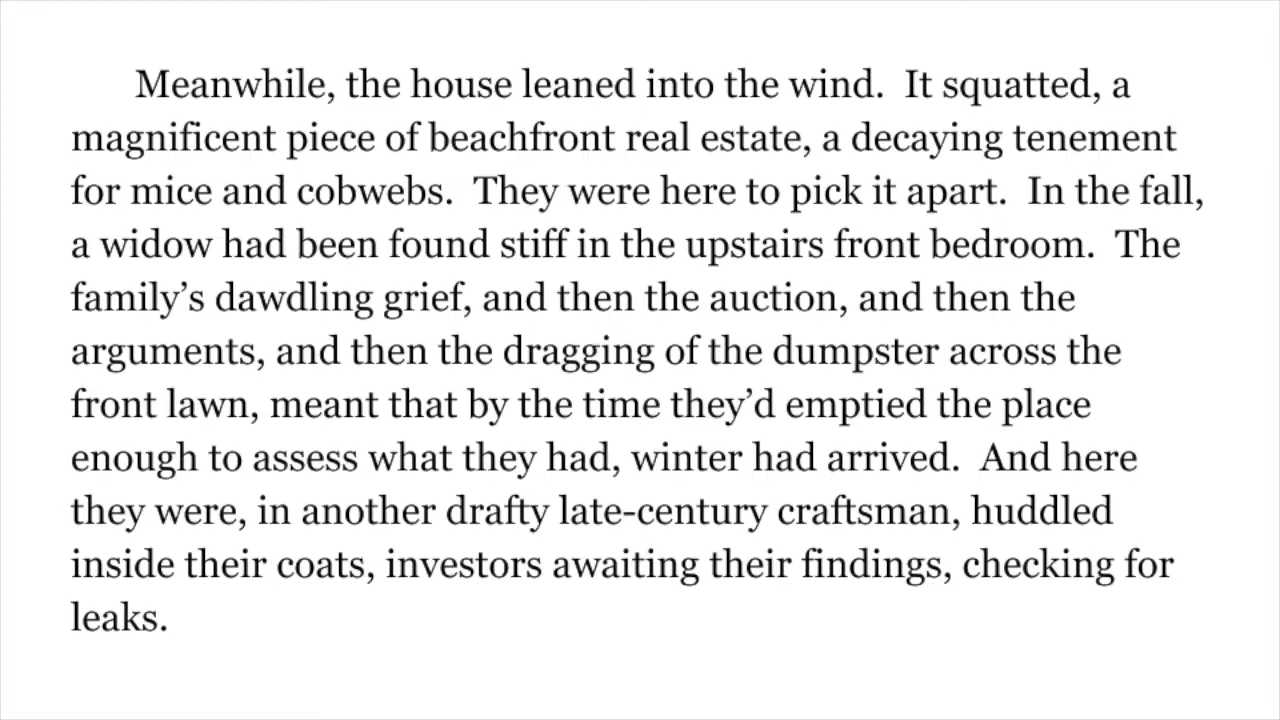 Meanwhile, the house leaned into the wind.  It squatted, a
magnificent piece of beachfront real estate, a decaying tenement
for mice and cobwebs.  They were here to pick it apart.  In the fall,
a widow had been found stiff in the upstairs front bedroom.  The
family’s dawdling grief, and then the auction, and then the
arguments, and then the dragging of the dumpster across the
front lawn, meant that by the time they’d emptied the place
enough to assess what they had, winter had arrived.  And here
they were, in another drafty late-century craftsman, huddled
inside their coats, investors awaiting their findings, checking for
leaks.